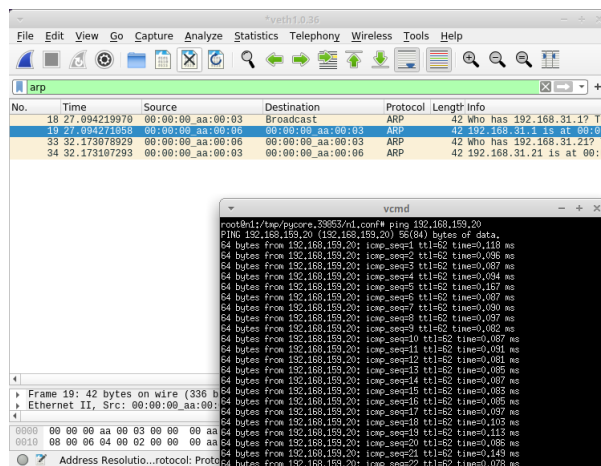 *veth1.0.36
File Edit View Go Capture Analyze Statistics Telephony Wireless Tools Help
arp
No. Time Source Destination Protocol Length Info
18 27.094219970 00:00:00_aa:00:03 Broadcast ARP 42 Who has 192.168.31.1? T
19 27.094271058 00:00:00_aa:00:06 00:00:00_aa:00:03 ARP 42 192.168.31.1 is at 00:0
33 32.173078929 00:00:00_aa:00:06 00:00:00_aa:00:03 ARP 42 Who has 192.168.31.21?
34 32.173107293 00:00:00_aa:00:03 00:00:00_aa:00:06 ARP 42 192.168.31.21 is at 00:
vcmd
root@n1:/tmp/pycore.39853/n1.conf# ping 192.168.159.20
PING 192.168.159.20 (192.168.159.20) 56(84) bytes of data.
64 bytes from 192.168.159.20: icmp_seq=1 ttl=62 time=0.118 ms
64 bytes from 192.168.159.20: icmp_seq=2 ttl=62 time=0.096 ms
64 bytes from 192.168.159.20: icmp_seq=3 ttl=62 time=0.087 ms
64 bytes from 192.168.159.20: icmp_seq=4 ttl=62 time=0.094 ms
64 bytes from 192.168.159.20: icmp_seq=5 ttl=62 time=0.167 ms
64 bytes from 192.168.159.20: icmp_seq=6 ttl=62 time=0.087 ms
64 bytes from 192.168.159.20: icmp_seq=7 ttl=62 time=0.090 ms
64 bytes from 192.168.159.20: icmp_seq=8 ttl=62 time=0.097 ms
64 bytes from 192.168.159.20: icmp_seq=9 ttl=62 time=0.082 ms
64 bytes from 192.168.159.20: icmp_seq=10 ttl=62 time=0.087 ms
64 bytes from 192.168.159.20: icmp_seq=11 ttl=62 time=0.091 ms
64 bytes from 192.168.159.20: icmp_seq=12 ttl=62 time=0.081 ms
64 bytes from 192.168.159.20: icmp_seq=13 ttl=62 time=0.085 ms
64 bytes from 192.168.159.20: icmp_seq=14 ttl=62 time=0.087 ms
64 bytes from 192.168.159.20: icmp_seq=15 ttl=62 time=0.083 ms
64 bytes from 192.168.159.20: icmp_seq=16 ttl=62 time=0.085 ms
64 bytes from 192.168.159.20: icmp_seq=17 ttl=62 time=0.097 ms
64 bytes from 192.168.159.20: icmp_seq=18 ttl=62 time=0.103 ms
64 bytes from 192.168.159.20: icmp_seq=19 ttl=62 time=0.113 ms
64 bytes from 192.168.159.20: icmp_seq=20 ttl=62 time=0.086 ms
64 bytes from 192.168.159.20: icmp_seq=21 ttl=62 time=0.149 ms
64 bytes from 192.168.159.20: icmp_seq=22 ttl=62 time=0.078 ms
Frame 19: 42 bytes on wire (336 b
Ethernet II, Src: 00:00:00_aa:00:
0000 00 00 00 aa 00 03 00 00 00 aa
0010 08 00 06 04 00 02 00 00 00 aa
Address Resolutio...rotocol: Proto